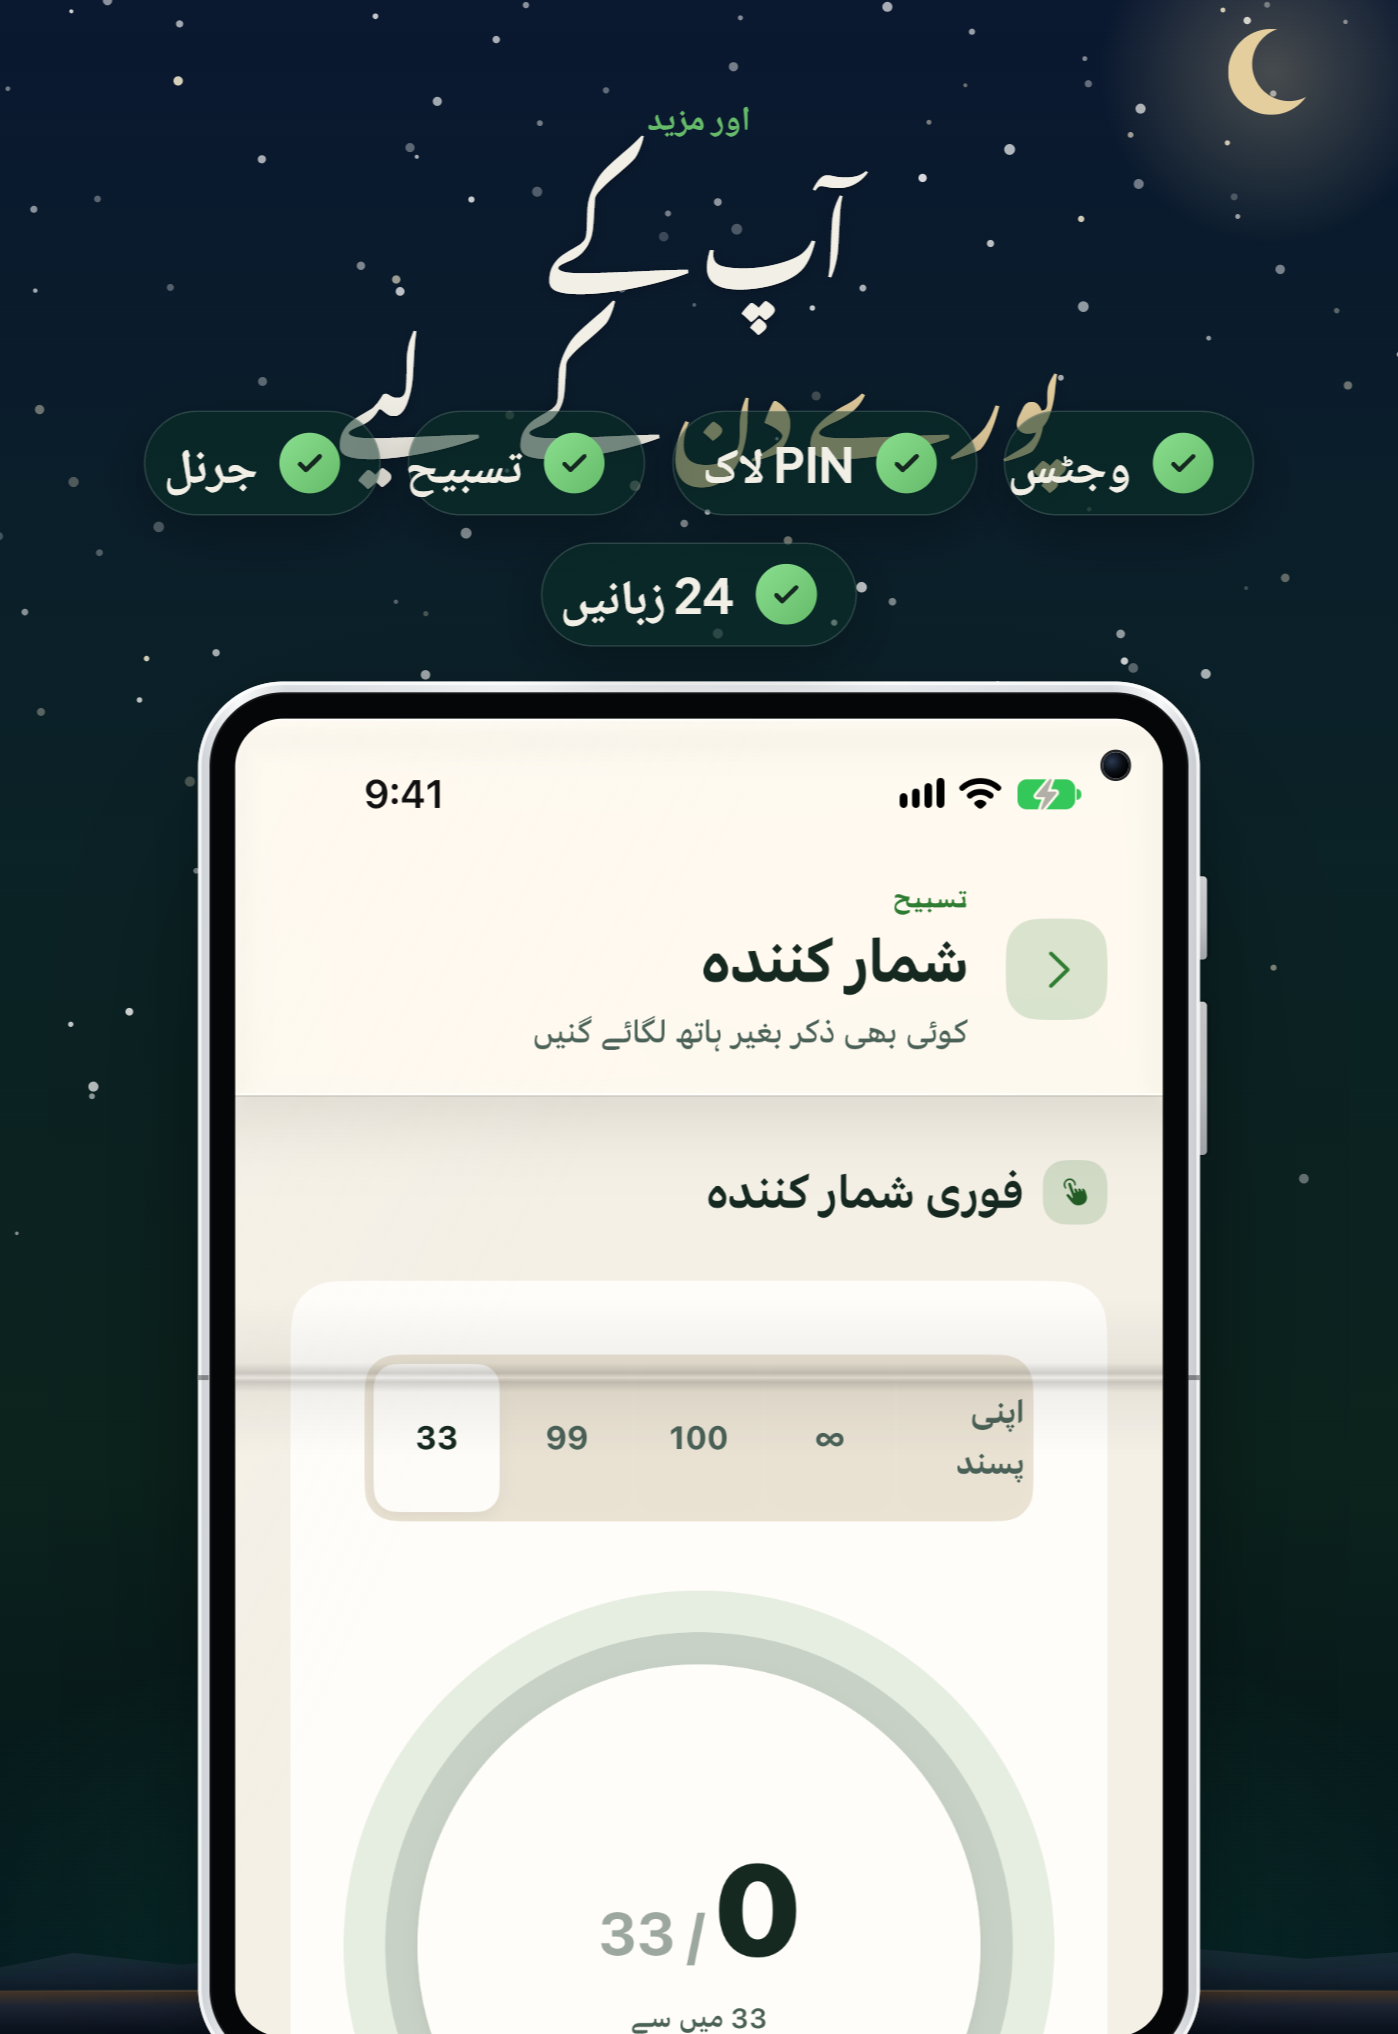 اور مزید
آپ کے
پورے دن کے لیے
وجٹس PIN لاک تسبیح جرنل
24 زبانیں
9:41
تسبیح
شمار کنندہ
کوئی بھی ذکر بغیر ہاتھ لگائے گنیں
فوری شمار کنندہ
اپنی پسند ∞ 100 99 33
0/33
33 میں سے